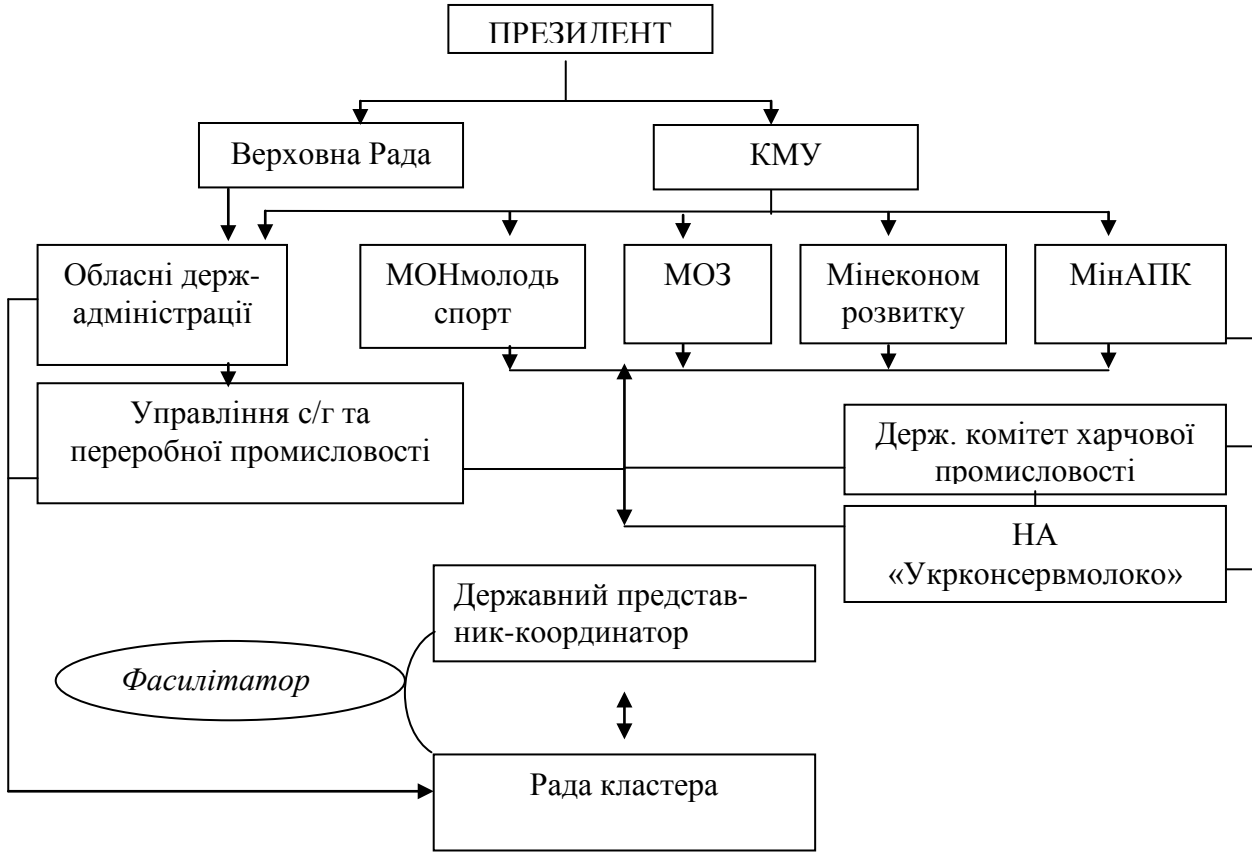 ПРЕЗИДЕНТ
Верховна Рада
КМУ
Обласні держ-
адміністрації
МОНмолодь
спорт
МОЗ
Мінеконом
розвитку
МінАПК
Управління с/г та
переробної промисловості
Держ. комітет харчової
промисловості
НА
«Укрконсервмолоко»
Державний представ-
ник-координатор
Фасилітатор
Рада кластера